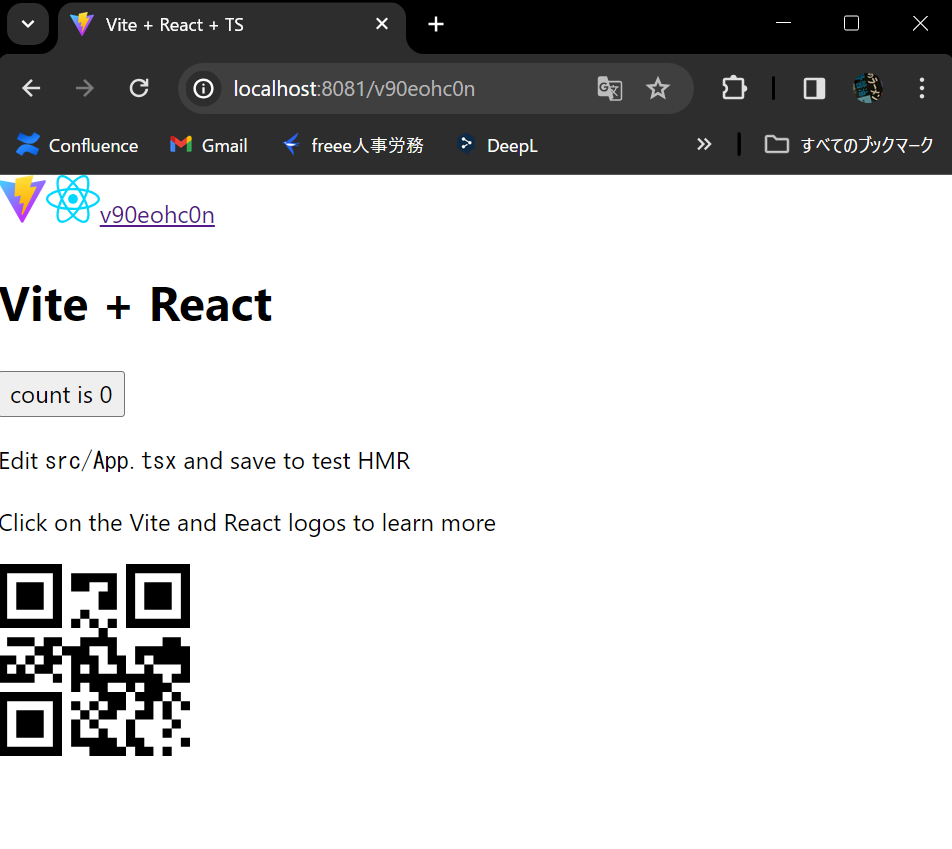 Vite + React + TS
localhost:8081/v90eohc0n
Confluence Gmail freee人事労務 DeepL すべてのブックマーク
v90eohc0n
Vite + React
count is 0
Edit src/App.tsx and save to test HMR
Click on the Vite and React logos to learn more